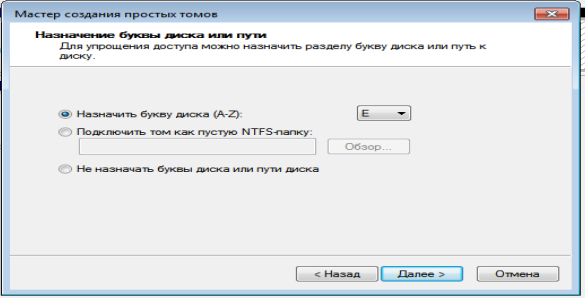 Мастер создания простых томов
Назначение буквы диска или пути
Для упрощения доступа можно назначить разделу букву диска или путь к
диску.
Назначить букву диска (A-Z):
E
Подключить том как пустую NTFS-папку:
Обзор...
Не назначать буквы диска или пути диска
< Назад
Далее >
Отмена